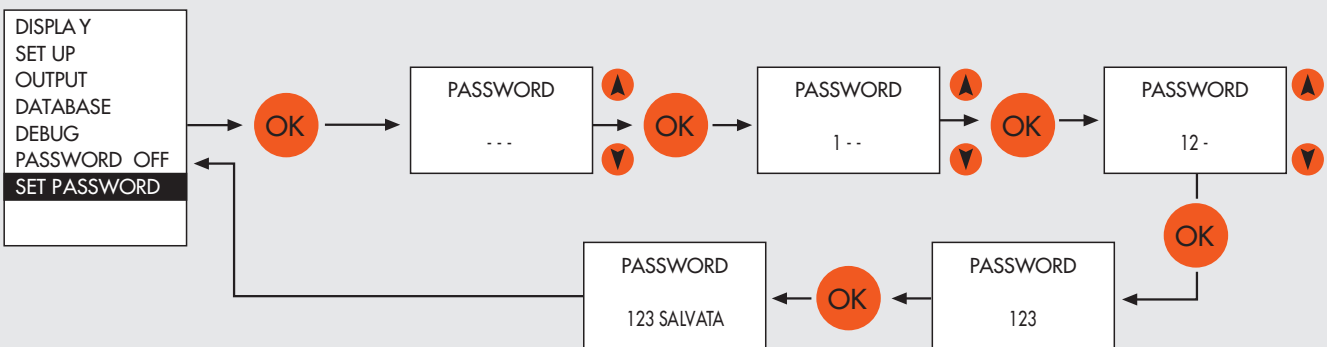 DISPLAY
SET UP
OUTPUT
DATABASE
DEBUG
PASSWORD OFF
SET PASSWORD
OK
PASSWORD
- - -
OK
PASSWORD
1 - -
OK
PASSWORD
12 -
OK
PASSWORD
123
OK
PASSWORD
123 SALVATA